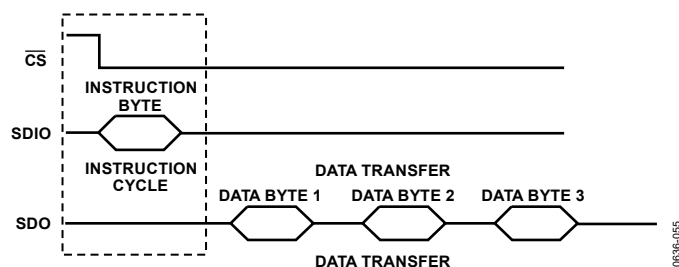 CS
INSTRUCTION
BYTE
SDIO
INSTRUCTION
CYCLE
DATA TRANSFER
DATA BYTE 1 DATA BYTE 2 DATA BYTE 3
SDO
DATA TRANSFER
0636-055